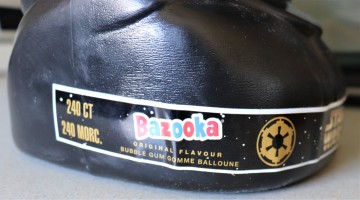 240 CT
240 MORC.
Bazooka
ORIGINAL FLAVOUR
BUBBLE GUM GOMME BALLOUNE